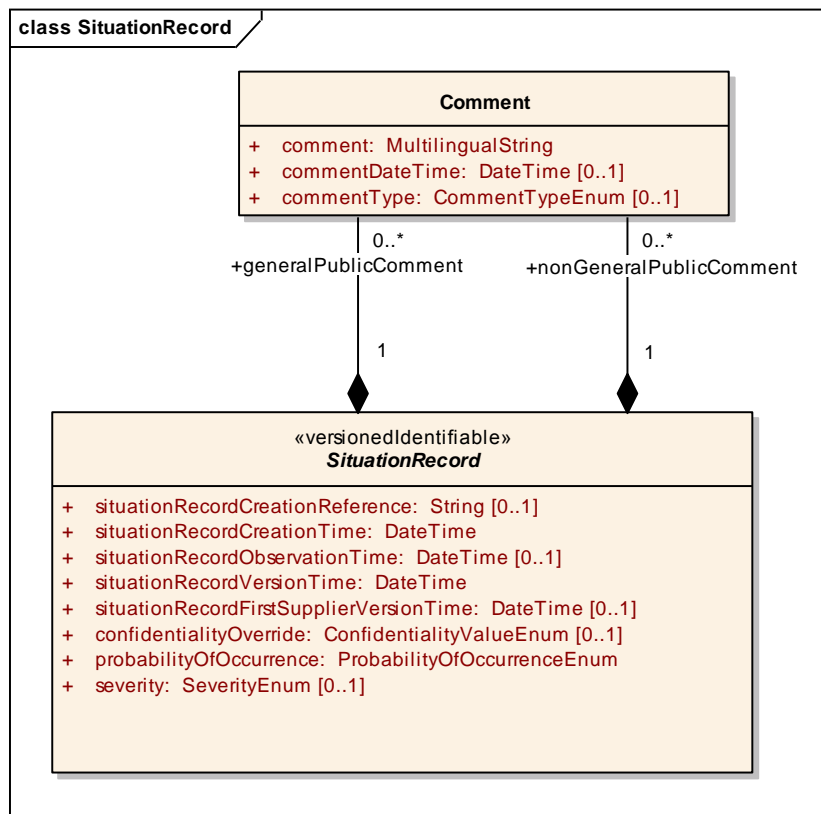 class SituationRecord
Comment
+ comment: MultilingualString
+ commentDateTime: DateTime [0..1]
+ commentType: CommentTypeEnum [0..1]
0..*
+generalPublicComment
0..*
+nonGeneralPublicComment
1
1
«versionedIdentifiable»
SituationRecord
+ situationRecordCreationReference: String [0..1]
+ situationRecordCreationTime: DateTime
+ situationRecordObservationTime: DateTime [0..1]
+ situationRecordVersionTime: DateTime
+ situationRecordFirstSupplierVersionTime: DateTime [0..1]
+ confidentialityOverride: ConfidentialityValueEnum [0..1]
+ probabilityOfOccurrence: ProbabilityOfOccurrenceEnum
+ severity: SeverityEnum [0..1]